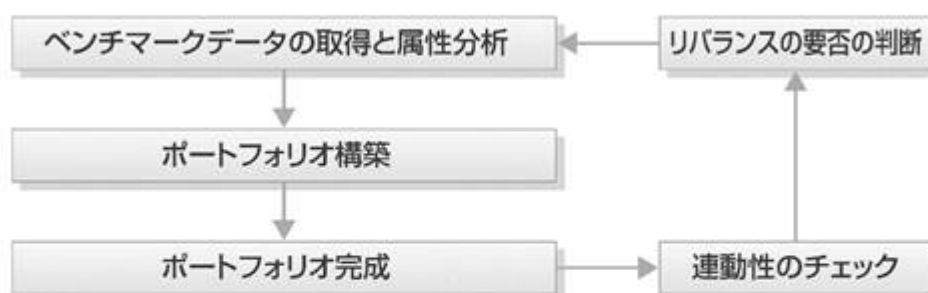 ベンチマークデータの取得と属性分析
リバランスの要否の判断
ポートフォリオ構築
ポートフォリオ完成
連動性のチェック